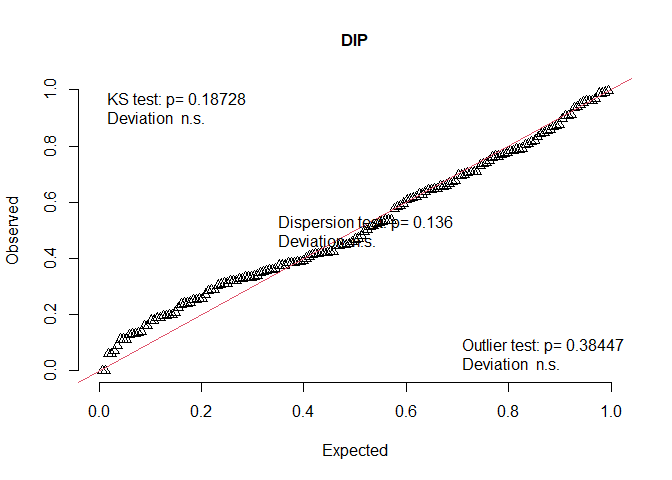 DIP
KS test: p= 0.18728
Deviation n.s.
Dispersion test: p= 0.136
Deviation n.s.
Outlier test: p= 0.38447
Deviation n.s.
Observed
1.0
0.8
0.6
0.4
0.2
0.0
0.0 0.2 0.4 0.6 0.8 1.0
Expected